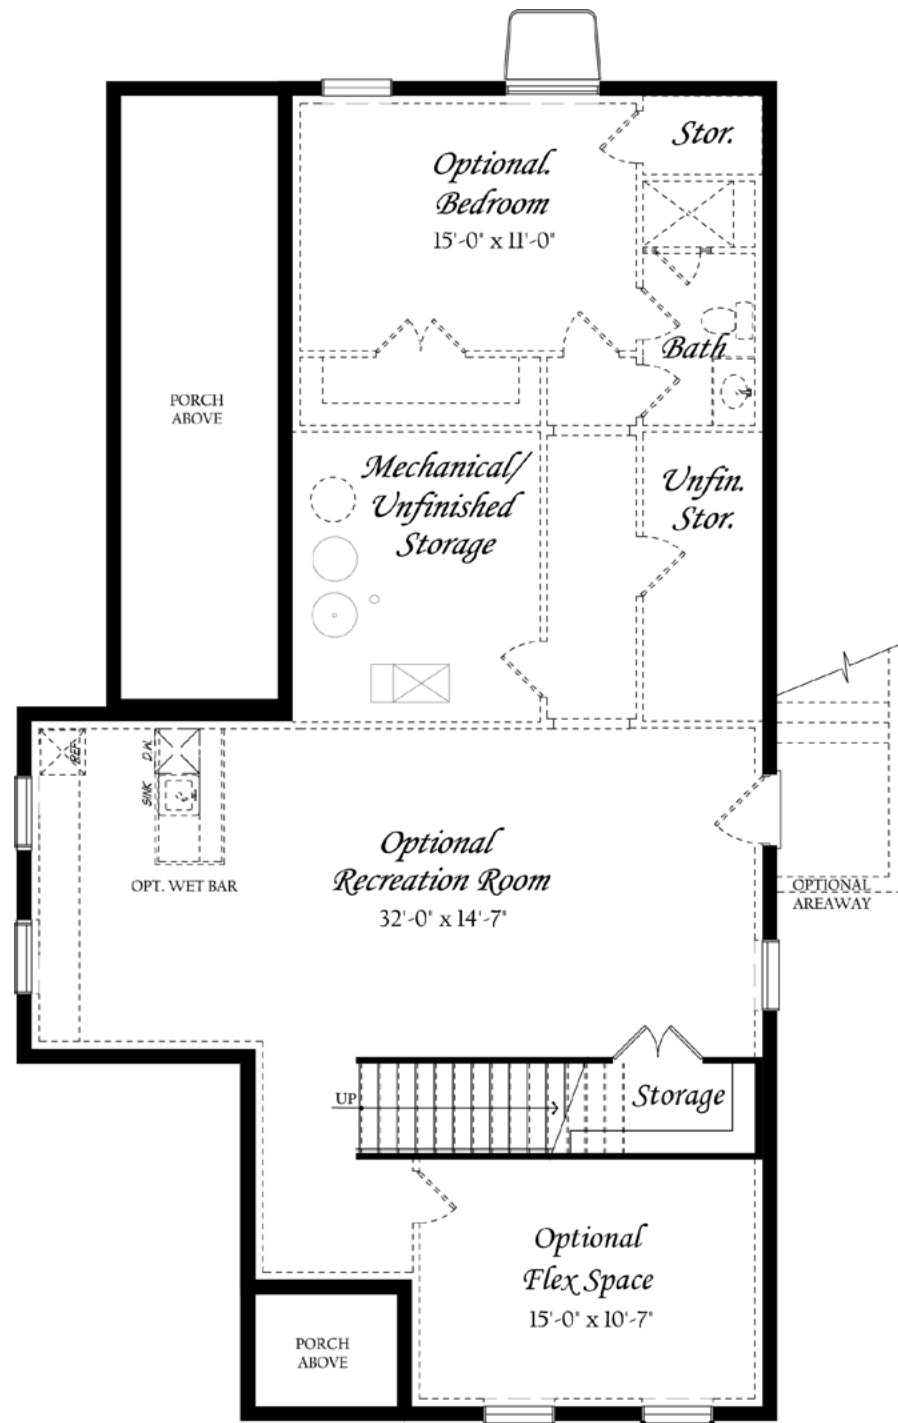 Stor.
Optional.
Bedroom
15'-0" x 11'-0"
Bath
PORCH
ABOVE
Mechanical/
Unfinished
Storage
Unfin.
Stor.
REF.
D.W.
SINK
OPT. WET BAR
Optional
Recreation Room
32'-0" x 14'-7"
OPTIONAL
AREAWAY
UP
Storage
Optional
Flex Space
15'-0" x 10'-7"
PORCH
ABOVE